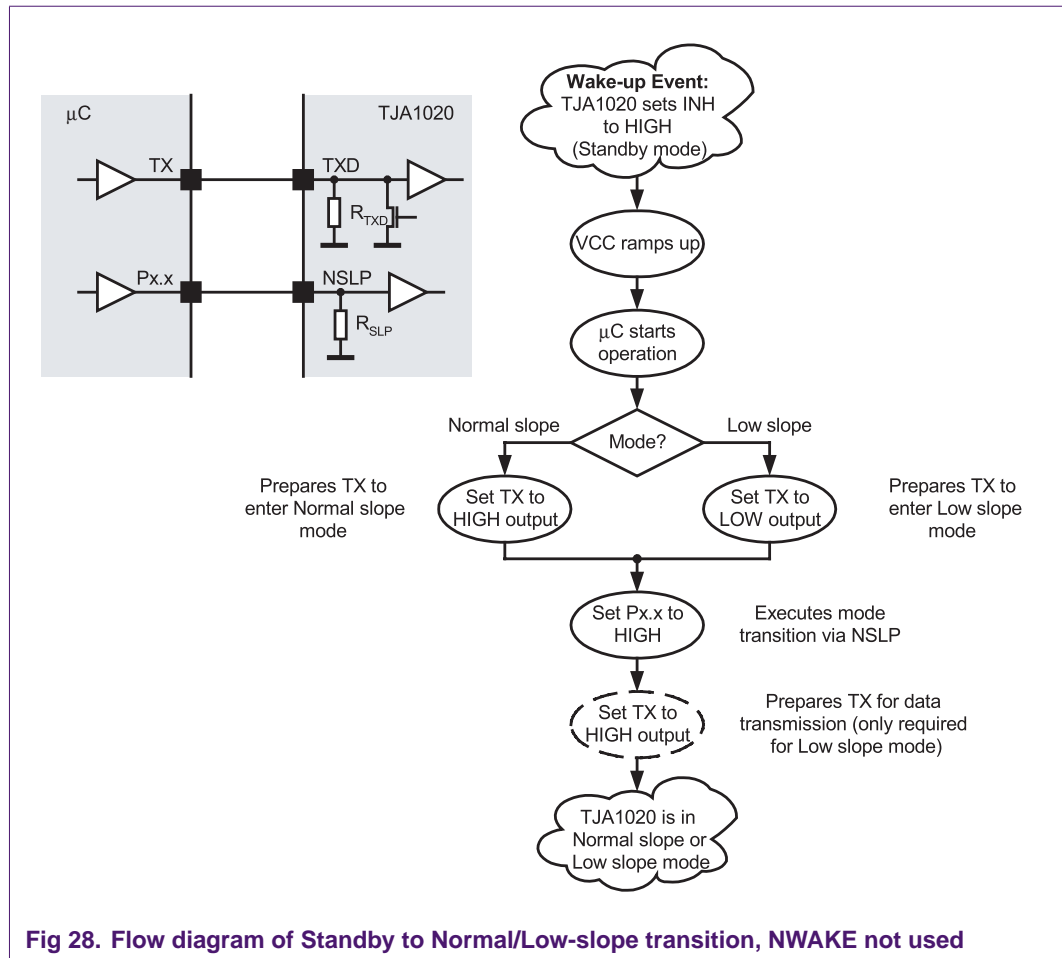 μC
TJA1020
TX
TXD
RTXD
Px.x
NSLP
RSLP
Wake-up Event:
TJA1020 sets INH
to HIGH
(Standby mode)
VCC ramps up
μC starts
operation
Normal slope
Mode?
Low slope
Prepares TX to
enter Normal slope
mode
Set TX to
HIGH output
Set TX to
LOW output
Prepares TX to
enter Low slope
mode
Set Px.x to
HIGH
Executes mode
transition via NSLP
Set TX to
HIGH output
Prepares TX for data
transmission (only required
for Low slope mode)
TJA1020 is in
Normal slope or
Low slope mode
Fig 28. Flow diagram of Standby to Normal/Low-slope transition, NWAKE not used